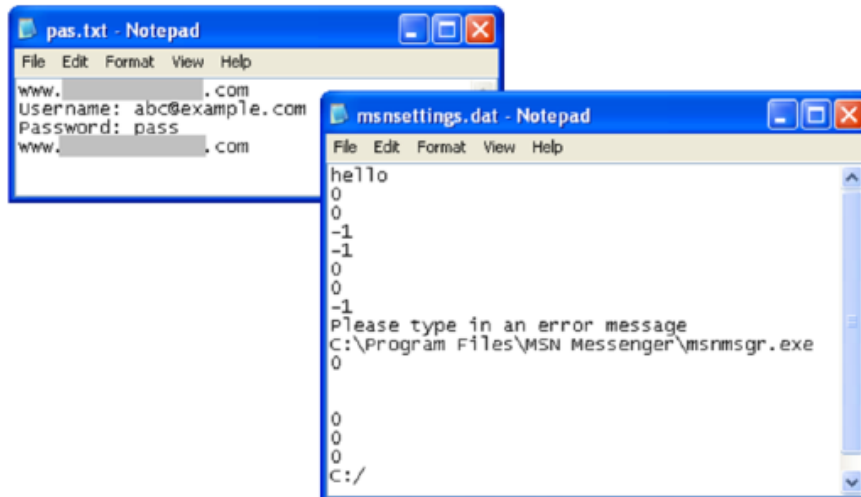 pas.txt - Notepad
File Edit Format View Help
www. .com
Username: abc@example.com
Password: pass
www. .com
msnsettings.dat - Notepad
File Edit Format View Help
hello
0
0
-1
-1
0
0
-1
Please type in an error message
C:\Program Files\MSN Messenger\msnmsgr.exe
0
0
0
0
C:/